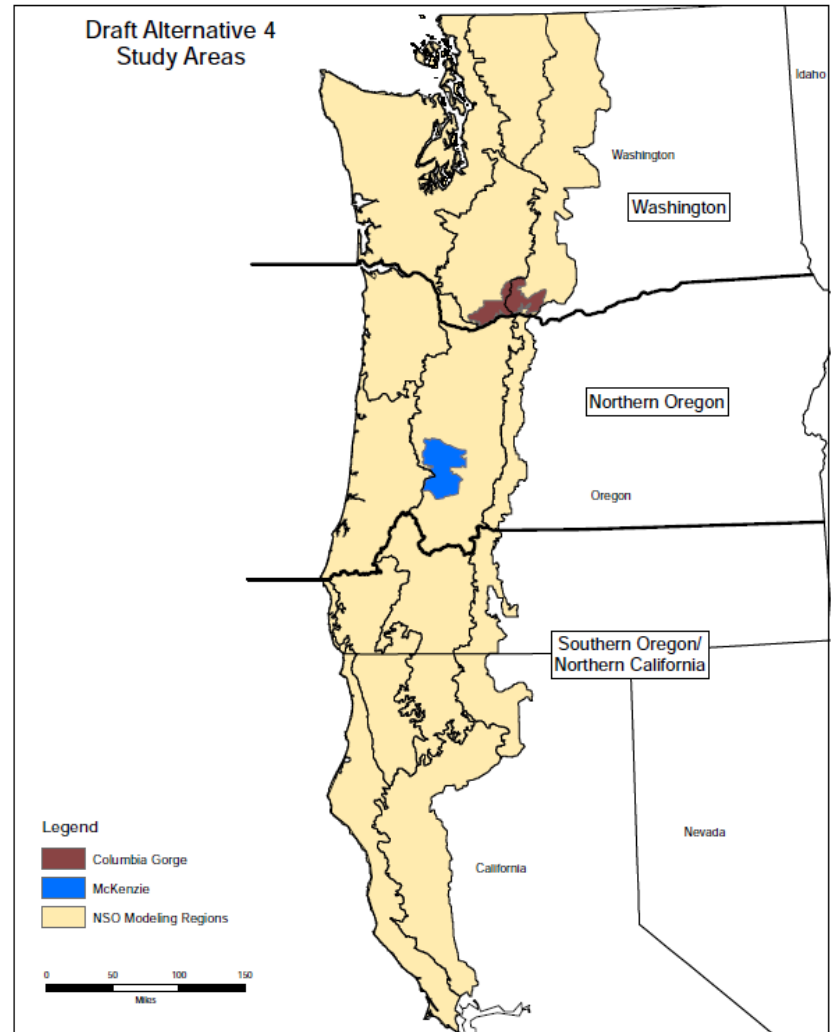 Draft Alternative 4
Study Areas
Idaho
Washington
Washington
Northern Oregon
Oregon
Southern Oregon/
Northern California
Nevada
California
Legend
Columbia Gorge
McKenzie
NSO Modeling Regions
0 50 100 150
Miles